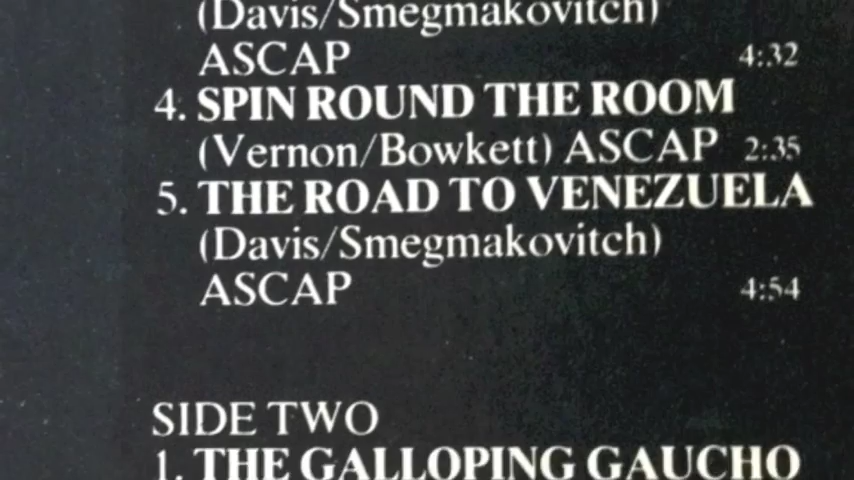 (Davis/Smegmakovitch)
ASCAP 4:32
4. SPIN ROUND THE ROOM
(Vernon/Bowkett) ASCAP 2:35
5. THE ROAD TO VENEZUELA
(Davis/Smegmakovitch)
ASCAP 4:54
SIDE TWO
1. THE GALLOPING GAUCHO